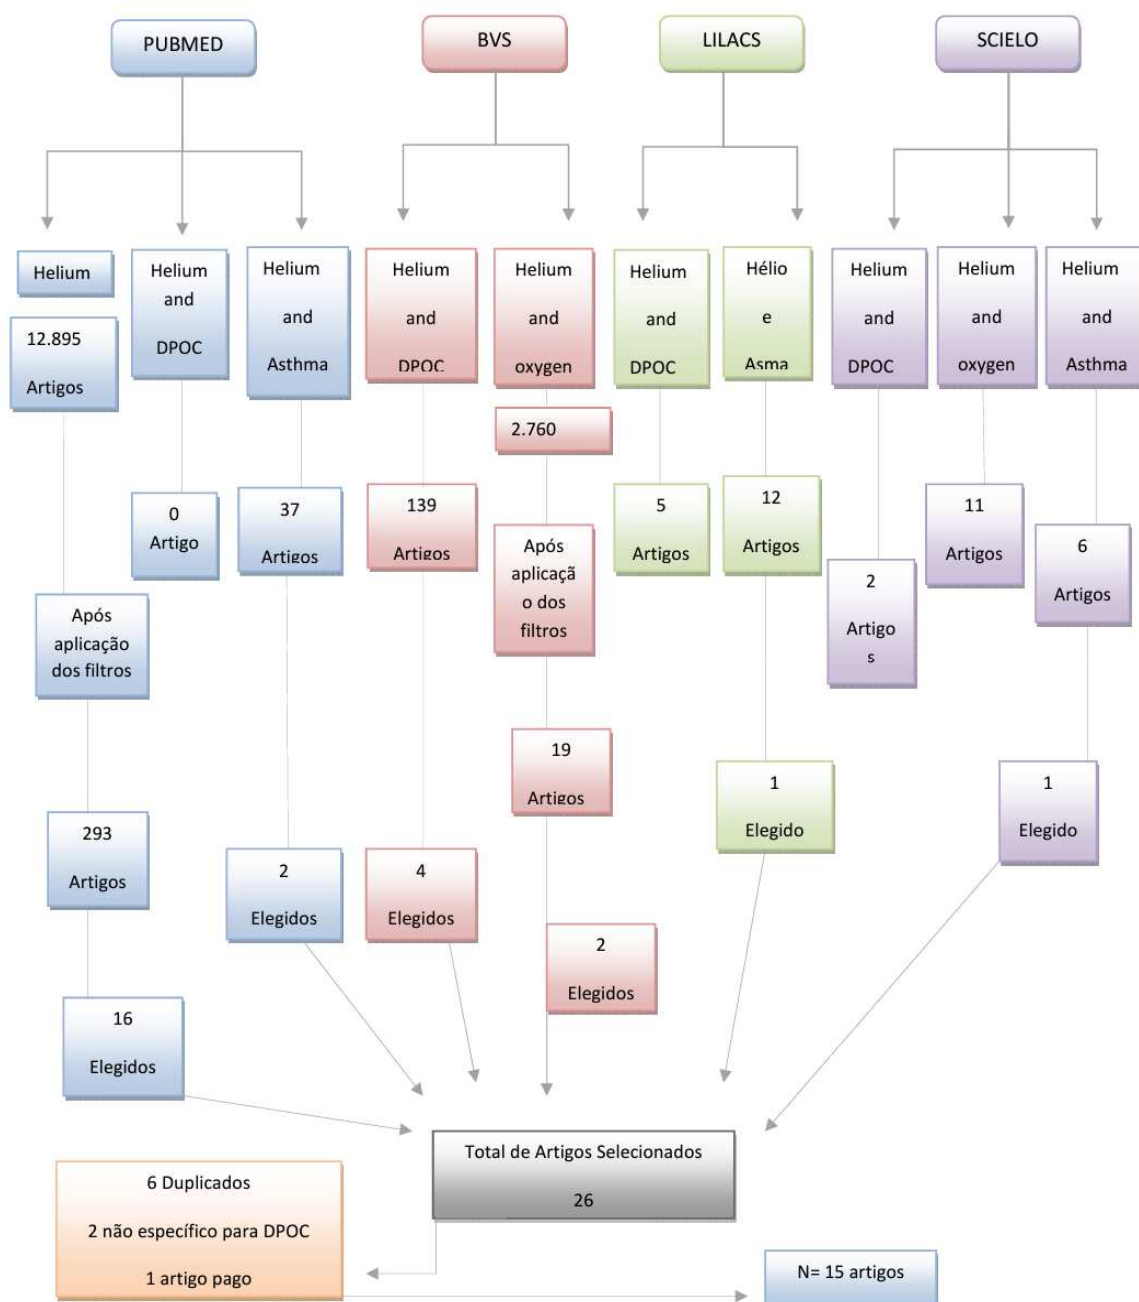 PUBMED
BVS
LILACS
SCIELO
Helium
12.895
Artigos
Após
aplicação
dos filtros
293
Artigos
16
Elegidos
Helium
and
DPOC
0
Artigo
Helium
and
Asthma
37
Artigos
2
Elegidos
Helium
and
DPOC
139
Artigos
4
Elegidos
Helium
and
oxygen
2.760
Após
aplicaçã
o dos
filtros
19
Artigos
2
Elegidos
Helium
and
DPOC
5
Artigos
Hélio
e
Asma
12
Artigos
1
Elegido
Helium
and
DPOC
2
Artigo
s
Helium
and
oxygen
11
Artigos
Helium
and
Asthma
6
Artigos
1
Elegido
Total de Artigos Selecionados
26
6 Duplicados
2 não específico para DPOC
1 artigo pago
N= 15 artigos